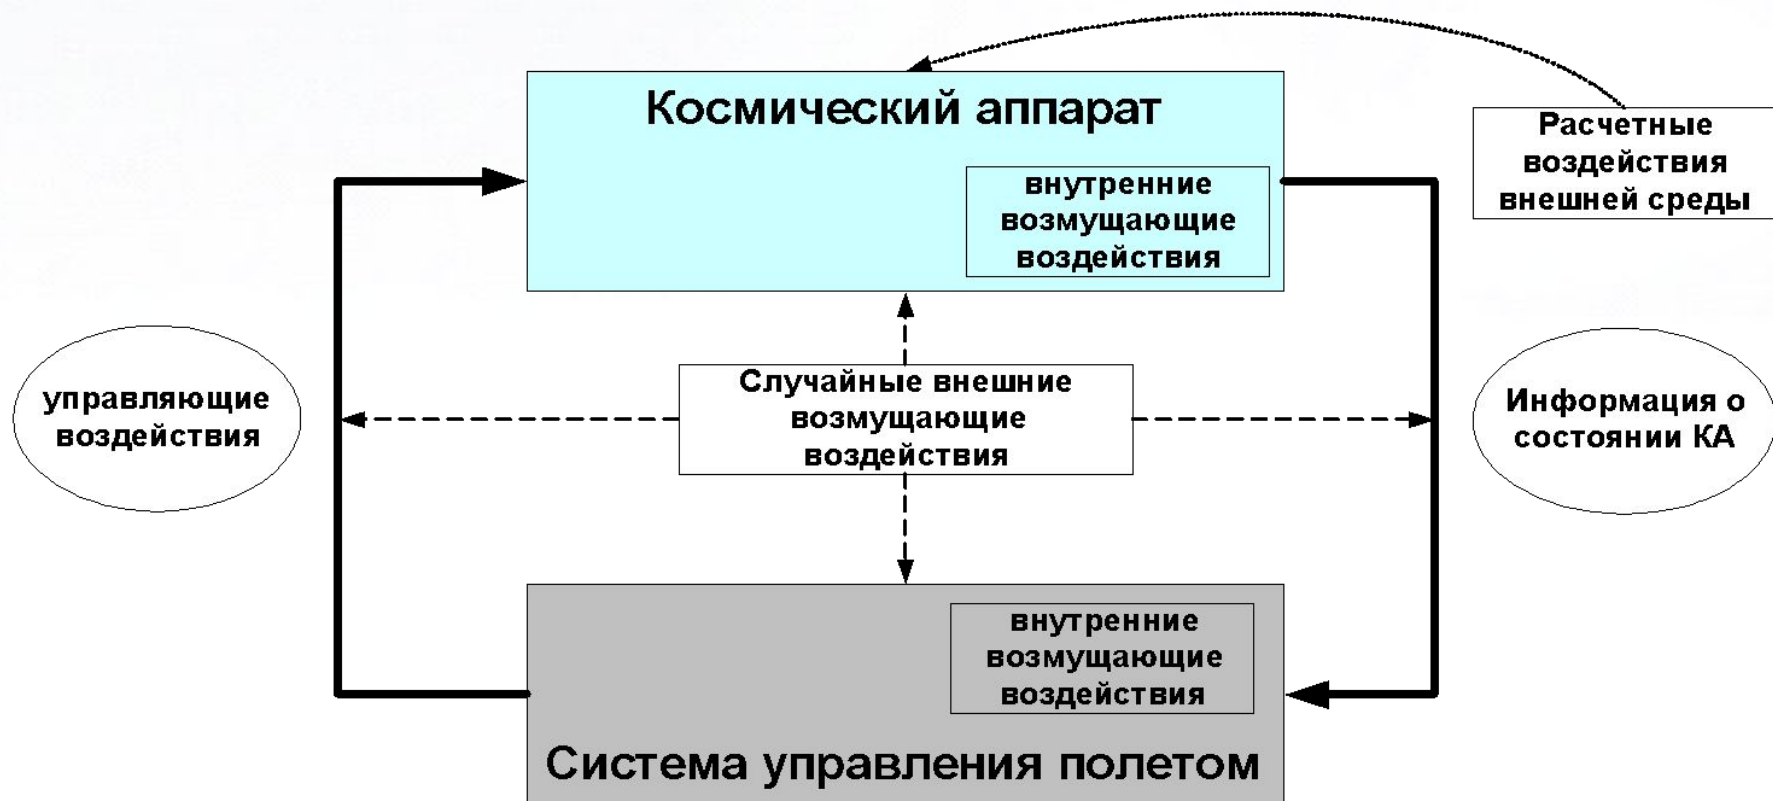 Космический аппарат
Расчетные
воздействия
внешней среды
внутренние
возмущающие
воздействия
управляющие
воздействия
Случайные внешние
возмущающие
воздействия
Информация о
состоянии КА
внутренние
возмущающие
воздействия
Система управления полетом